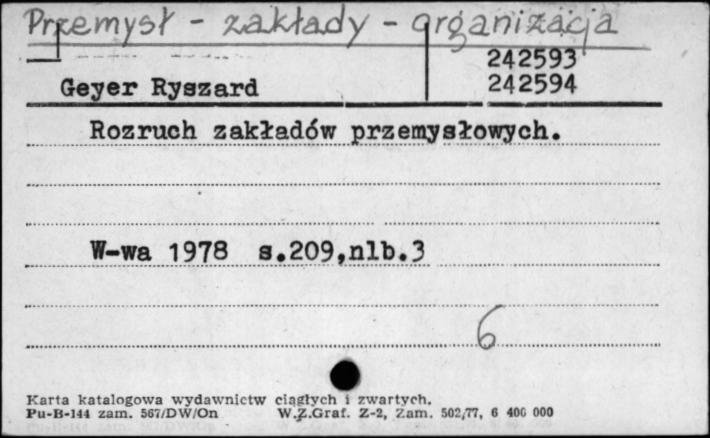 Przemysł - zakłady - organizacja
242593
Geyer Ryszard 242594
Rozruch zakładów przemysłowych.
W-wa 1978 s.209,nlb.3
6
Karta katalogowa wydawnictw ciągłych i zwartych.
Pu-B-144 zam. 567/DW/On W.Z.Graf. Z-2, Zam. 502/77, 6 400 000